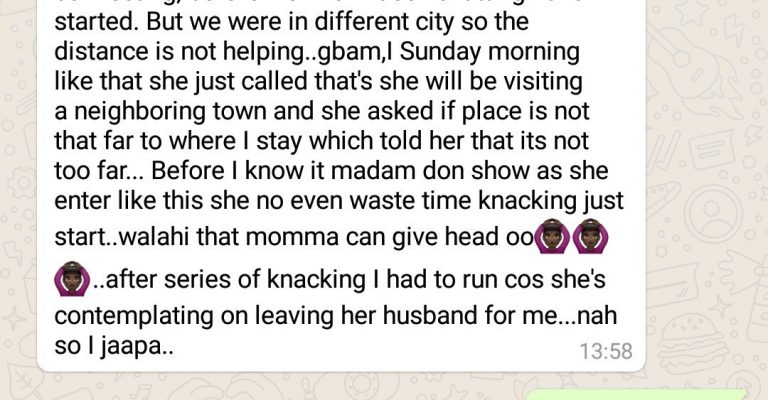 started. But we were in different city so the
distance is not helping..gbam,I Sunday morning
like that she just called that's she will be visiting
a neighboring town and she asked if place is not
that far to where I stay which told her that its not
too far... Before I know it madam don show as she
enter like this she no even waste time knacking just
start..walahi that momma can give head oo🙆🏿🙆🏿
🙆🏿..after series of knacking I had to run cos she's
contemplating on leaving her husband for me...nah
so I jaapa..
13:58